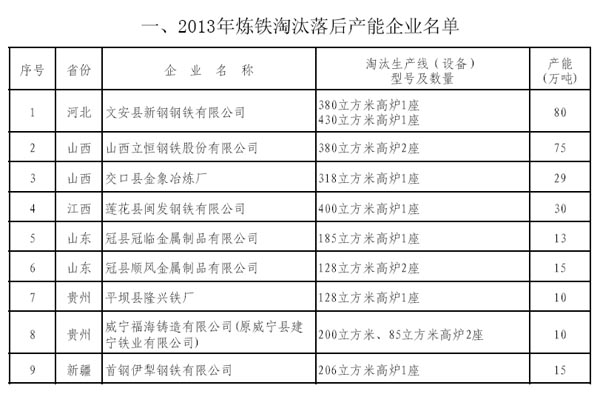 一、2013年炼铁淘汰落后产能企业名单
序号 省份 企 业 名 称 淘汰生产线（设备）型号及数量 产能(万吨)
1 河北 文安县新钢钢铁有限公司 380立方米高炉1座
430立方米高炉1座 80
2 山西 山西立恒钢铁股份有限公司 380立方米高炉2座 75
3 山西 交口县金象冶炼厂 318立方米高炉1座 29
4 江西 莲花县闽发钢铁有限公司 400立方米高炉1座 30
5 山东 冠县冠临金属制品有限公司 185立方米高炉1座 13
6 山东 冠县顺风金属制品有限公司 128立方米高炉2座 15
7 贵州 平坝县隆兴铁厂 128立方米高炉1座 10
8 贵州 威宁福海铸造有限公司(原威宁县建
宁铁业有限公司) 200立方米、85立方米高炉2座 10
9 新疆 首钢伊犁钢铁有限公司 206立方米高炉1座 15